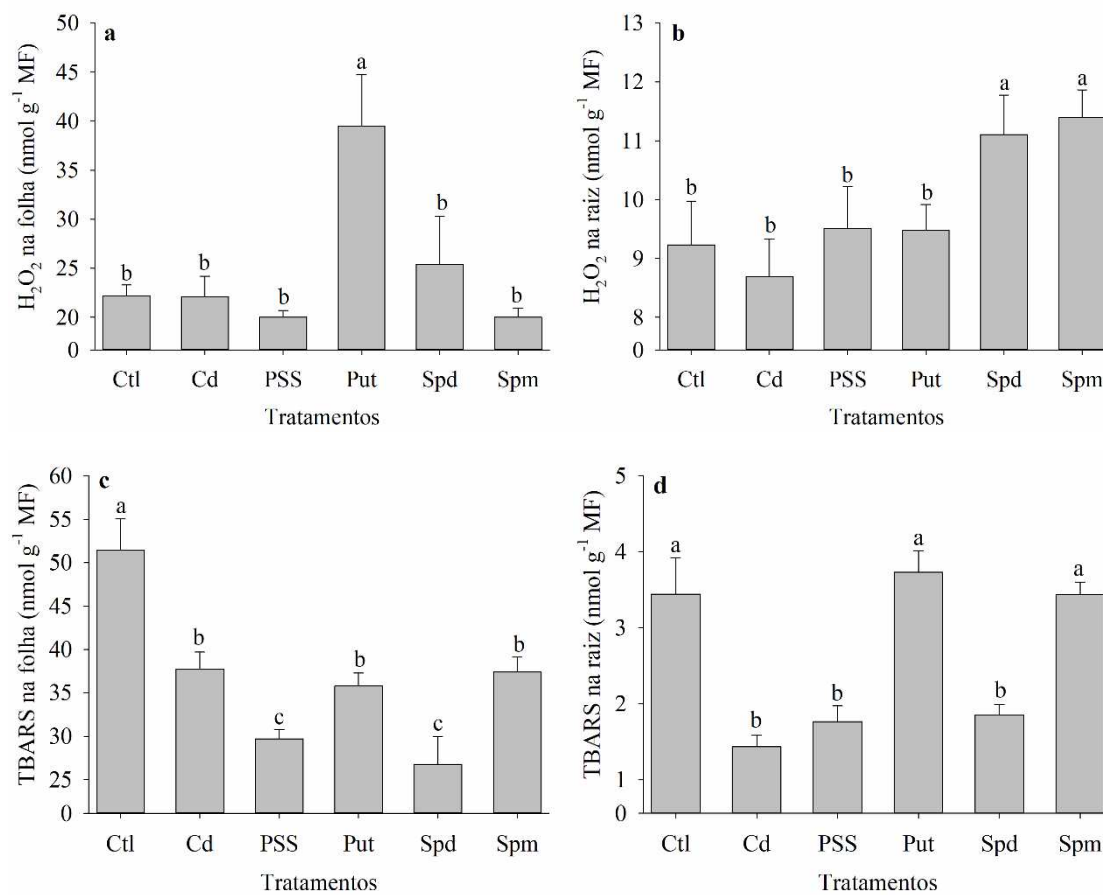 a
H₂O₂ na folha (nmol g⁻¹ MF)
50
45
40
35
30
25
20
0
b
b
b
a
b
b
Ctl Cd PSS Put Spd Spm
Tratamentos
b
H₂O₂ na raiz (nmol g⁻¹ MF)
13
12
11
10
9
8
0
b
b
b
b
a
a
Ctl Cd PSS Put Spd Spm
Tratamentos
c
TBARS na folha (nmol g⁻¹ MF)
60
55
50
45
40
35
30
25
0
a
b
c
b
c
b
Ctl Cd PSS Put Spd Spm
Tratamentos
d
TBARS na raiz (nmol g⁻¹ MF)
5
4
3
2
1
0
a
b
b
a
b
a
Ctl Cd PSS Put Spd Spm
Tratamentos